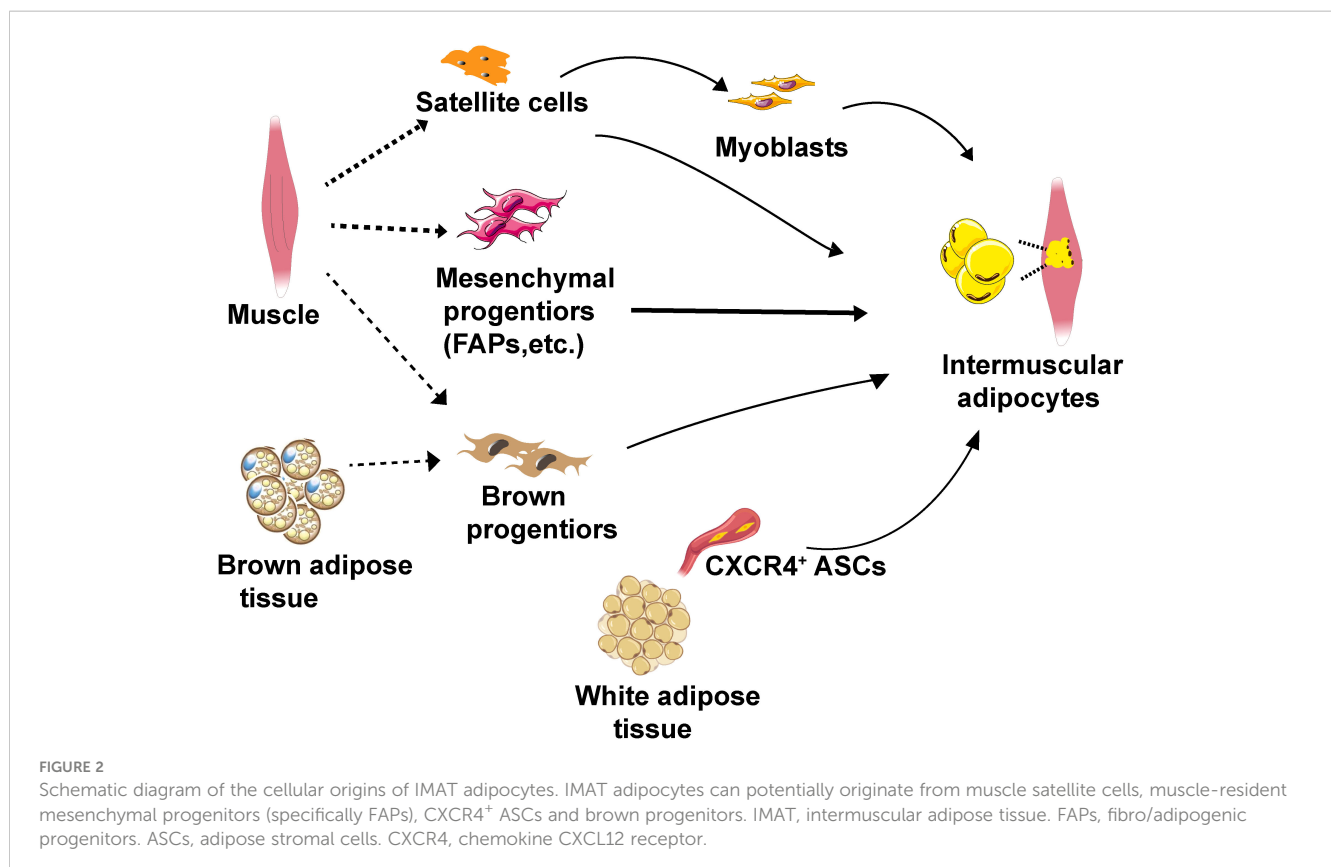 Satellite cells
Myoblasts
Muscle
Mesenchymal
progentiors
(FAPs,etc.)
Intermuscular
adipocytes
Brown
progentiors
Brown adipose
tissue
CXCR4⁺ ASCs
White adipose
tissue
FIGURE 2
Schematic diagram of the cellular origins of IMAT adipocytes. IMAT adipocytes can potentially originate from muscle satellite cells, muscle-resident
mesenchymal progenitors (specifically FAPs), CXCR4⁺ ASCs and brown progenitors. IMAT, intermuscular adipose tissue. FAPs, fibro/adipogenic
progenitors. ASCs, adipose stromal cells. CXCR4, chemokine CXCL12 receptor.